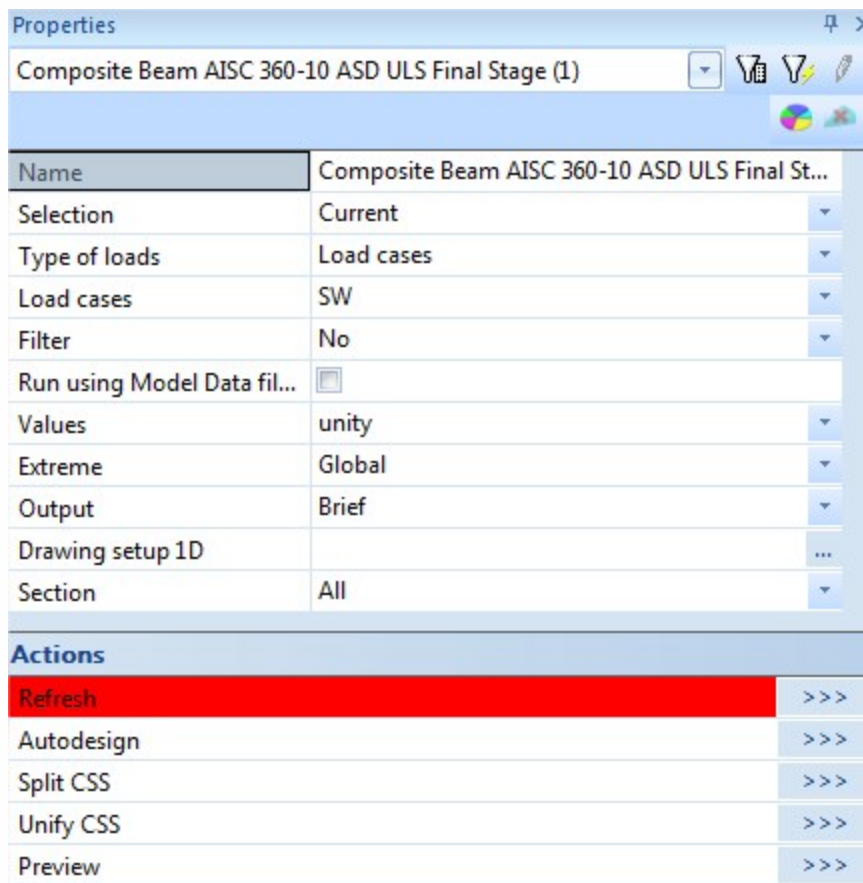 Properties
Composite Beam AISC 360-10 ASD ULS Final Stage (1)
Name Composite Beam AISC 360-10 ASD ULS Final St...
Selection Current
Type of loads Load cases
Load cases SW
Filter No
Run using Model Data fil...
Values unity
Extreme Global
Output Brief
Drawing setup 1D ...
Section All
Actions
Refresh >>>
Autodesign >>>
Split CSS >>>
Unify CSS >>>
Preview >>>